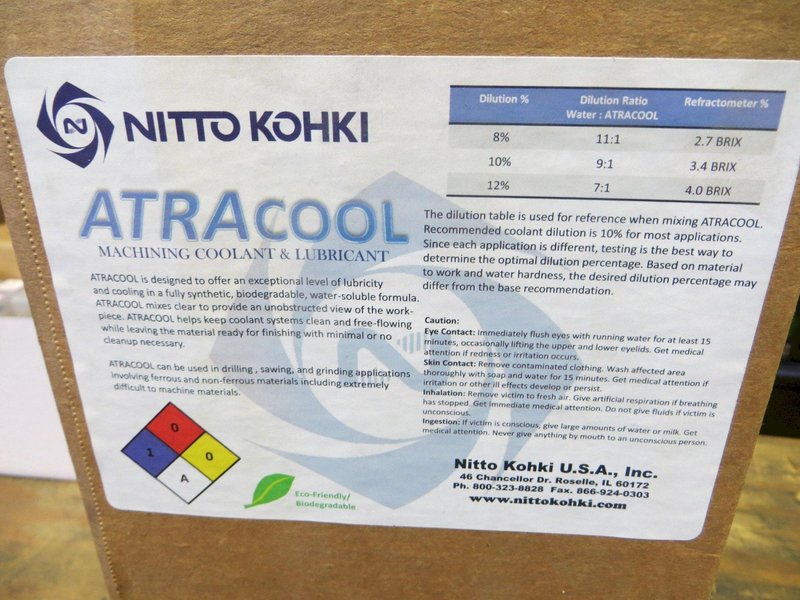 NITTO KOHKI
ATRACOOL
MACHINING COOLANT & LUBRICANT
ATRACOOL is designed to offer an exceptional level of lubricity
and cooling in a fully synthetic, biodegradable, water-soluble formula.
ATRACOOL mixes clear to provide an unobstructed view of the work-
piece. ATRACOOL helps keep coolant systems clean and free-flowing
while leaving the material ready for finishing with minimal or no
cleanup necessary.
ATRACOOL can be used in drilling , sawing, and grinding applications
involving ferrous and non-ferrous materials including extremely
difficult to machine materials.
0
1
0
A
Eco-Friendly/
Biodegradable
Dilution % Dilution Ratio Refractometer %
Water : ATRACOOL
8% 11:1 2.7 BRIX
10% 9:1 3.4 BRIX
12% 7:1 4.0 BRIX
The dilution table is used for reference when mixing ATRACOOL.
Recommended coolant dilution is 10% for most applications.
Since each application is different, testing is the best way to
determine the optimal dilution percentage. Based on material
to work and water hardness, the desired dilution percentage may
differ from the base recommendation.
Caution:
Eye Contact: Immediately flush eyes with running water for at least 15
minutes, occasionally lifting the upper and lower eyelids. Get medical
attention if redness or irritation occurs.
Skin Contact: Remove contaminated clothing. Wash affected area
thoroughly with soap and water for 15 minutes. Get medical attention if
irritation or other ill effects develop or persist.
Inhalation: Remove victim to fresh air. Give artificial respiration if breathing
has stopped. Get immediate medical attention. Do not give fluids if victim is
unconscious.
Ingestion: If victim is conscious, give large amounts of water or milk. Get
medical attention. Never give anything by mouth to an unconscious person.
Nitto Kohki U.S.A., Inc.
46 Chancellor Dr. Roselle, IL 60172
Ph. 800-323-8828 Fax. 866-924-0303
www.nittokohki.com